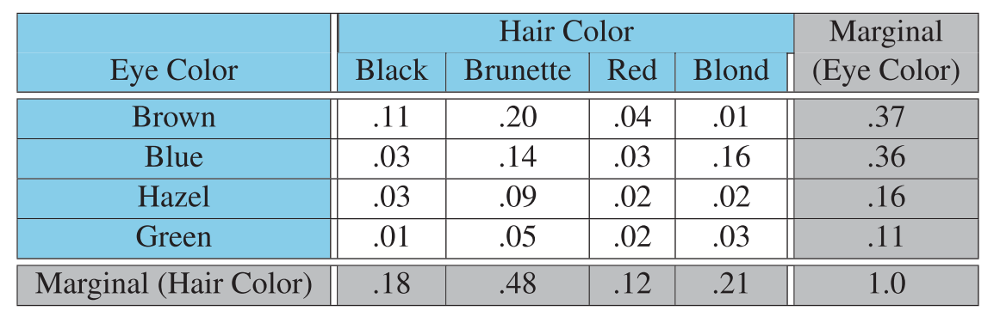 Hair Color Marginal
Eye Color Black Brunette Red Blond (Eye Color)
Brown .11 .20 .04 .01 .37
Blue .03 .14 .03 .16 .36
Hazel .03 .09 .02 .02 .16
Green .01 .05 .02 .03 .11
Marginal (Hair Color) .18 .48 .12 .21 1.0